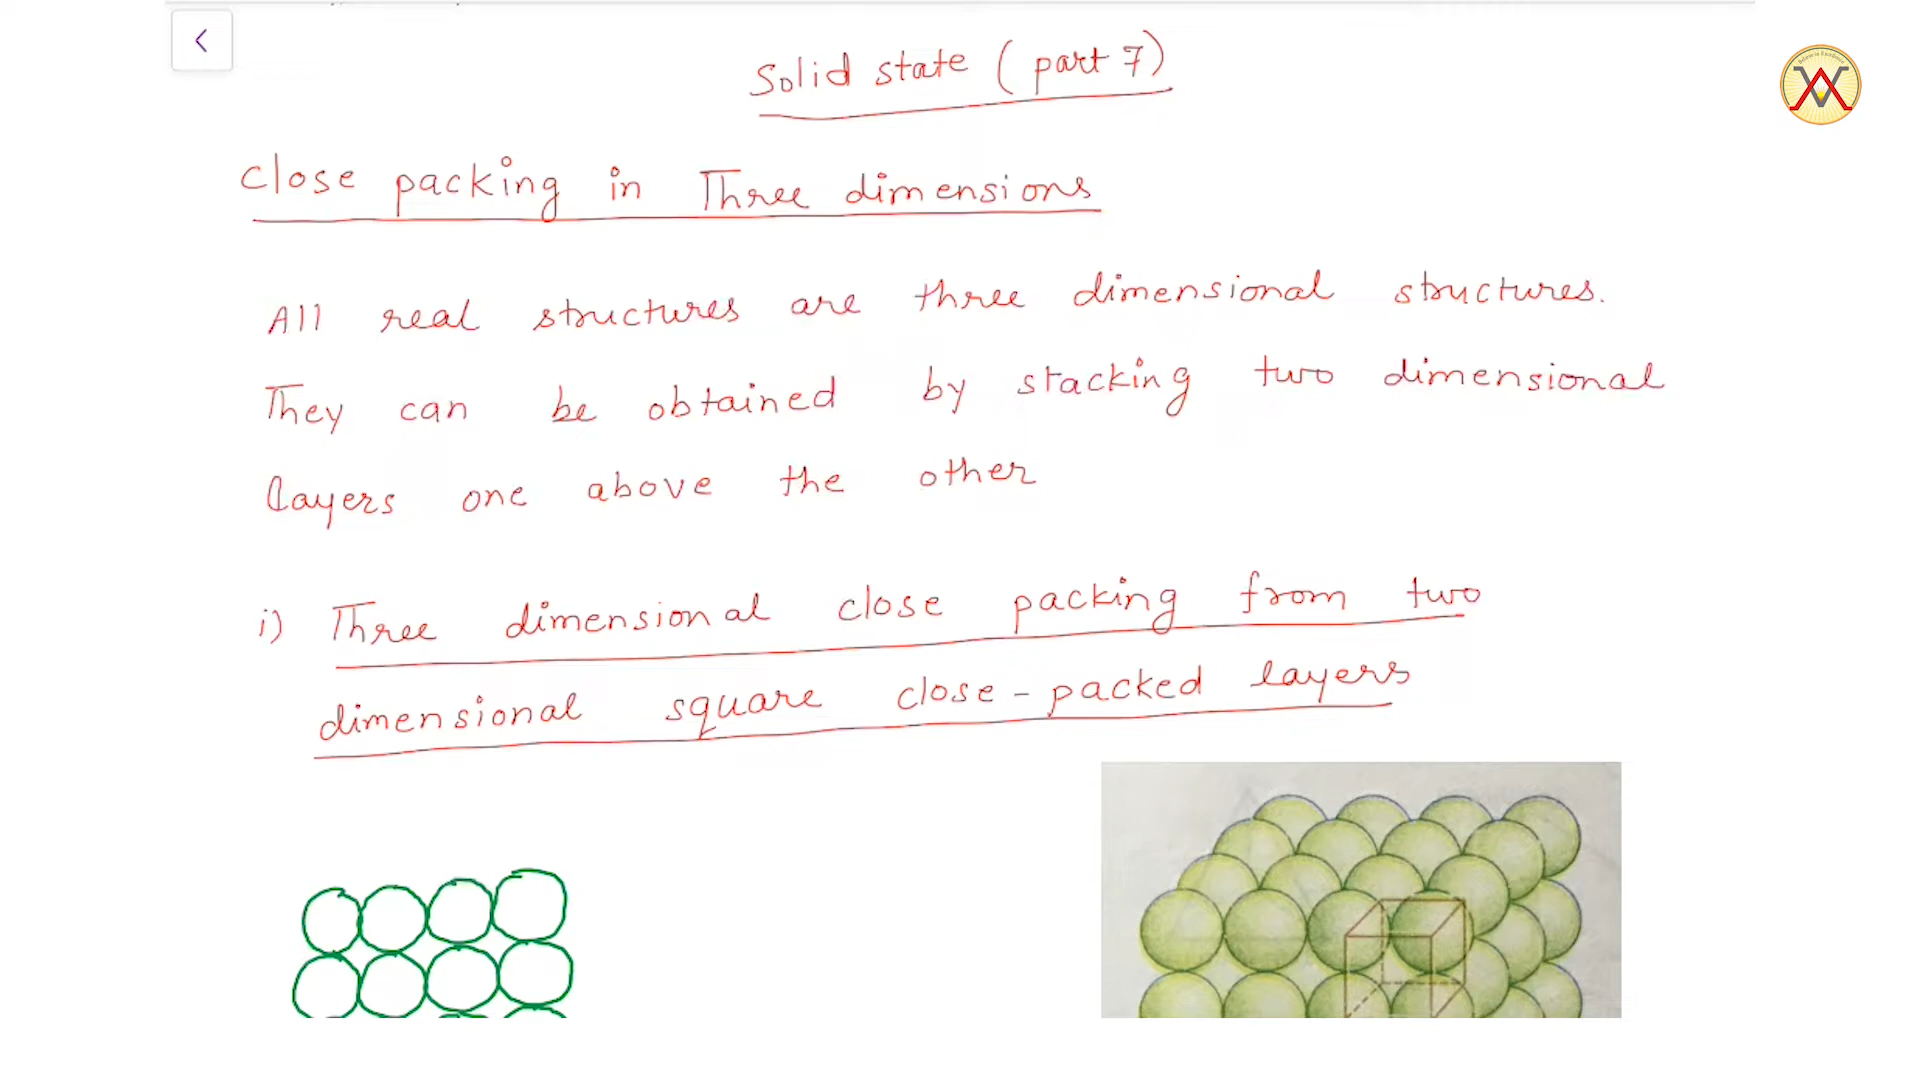 Solid state (part 7)
Close packing in Three dimensions
All real structures are three dimensional structures.
They can be obtained by stacking two dimensional
layers one above the other
i) Three dimensional close packing from two
dimensional square close-packed layers